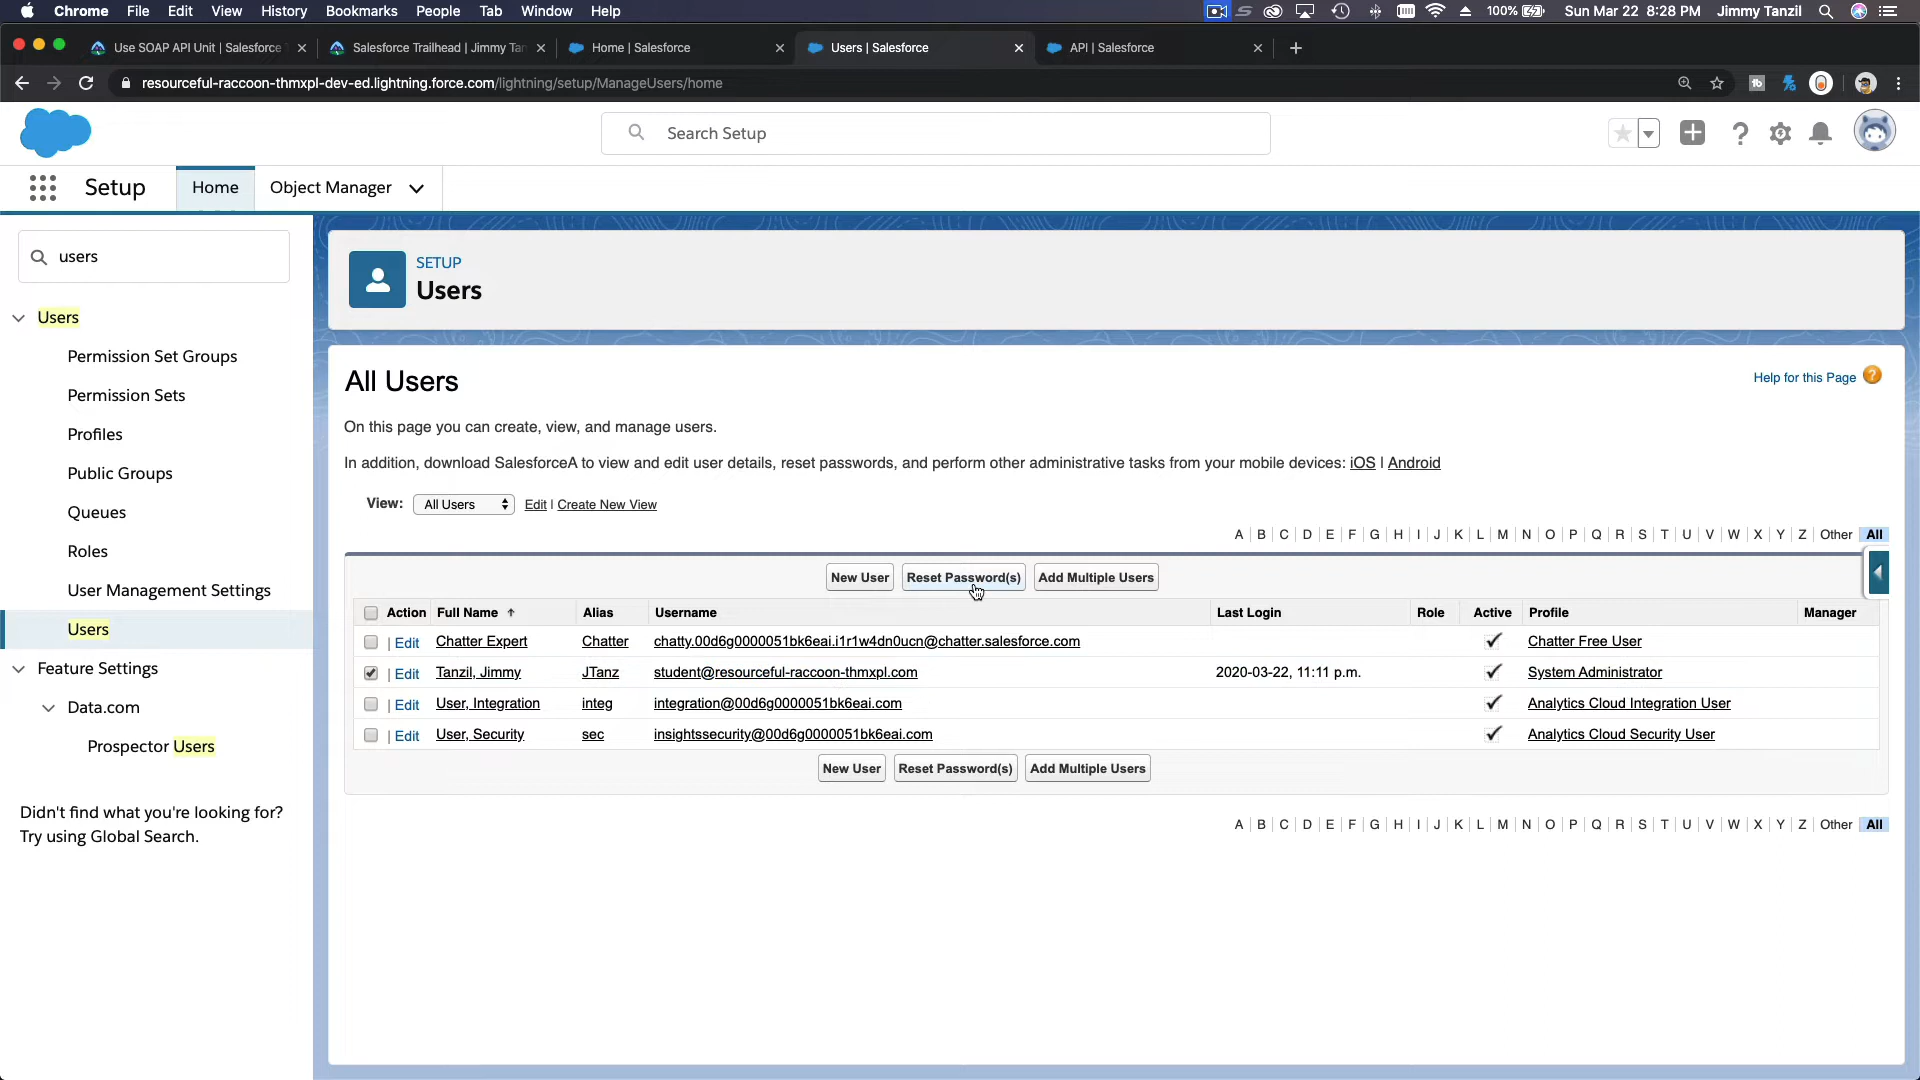 Chrome File Edit View History Bookmarks People Tab Window Help 100% Sun Mar 22 8:28 PM Jimmy Tanzil
Use SOAP API Unit | Salesforce
Salesforce Trailhead | Jimmy Tan
Home | Salesforce
Users | Salesforce
API | Salesforce
resourceful-raccoon-thmxpl-dev-ed.lightning.force.com/lightning/setup/ManageUsers/home
Search Setup
Setup Home Object Manager
users
Users
Permission Set Groups
Permission Sets
Profiles
Public Groups
Queues
Roles
User Management Settings
Users
Feature Settings
Data.com
Prospector Users
Didn't find what you're looking for?
Try using Global Search.
SETUP
Users
All Users
Help for this Page ?
On this page you can create, view, and manage users.
In addition, download SalesforceA to view and edit user details, reset passwords, and perform other administrative tasks from your mobile devices: iOS | Android
View: All Users Edit | Create New View
A | B | C | D | E | F | G | H | I | J | K | L | M | N | O | P | Q | R | S | T | U | V | W | X | Y | Z | Other | All
New User Reset Password(s) Add Multiple Users
Action Full Name Alias Username Last Login Role Active Profile Manager
| Edit Chatter Expert Chatter chatty.00d6g0000051bk6eai.i1r1w4dn0ucn@chatter.salesforce.com Chatter Free User
| Edit Tanzil, Jimmy JTanz student@resourceful-raccoon-thmxpl.com 2020-03-22, 11:11 p.m. System Administrator
| Edit User, Integration integ integration@00d6g0000051bk6eai.com Analytics Cloud Integration User
| Edit User, Security sec insightssecurity@00d6g0000051bk6eai.com Analytics Cloud Security User
New User Reset Password(s) Add Multiple Users
A | B | C | D | E | F | G | H | I | J | K | L | M | N | O | P | Q | R | S | T | U | V | W | X | Y | Z | Other | All